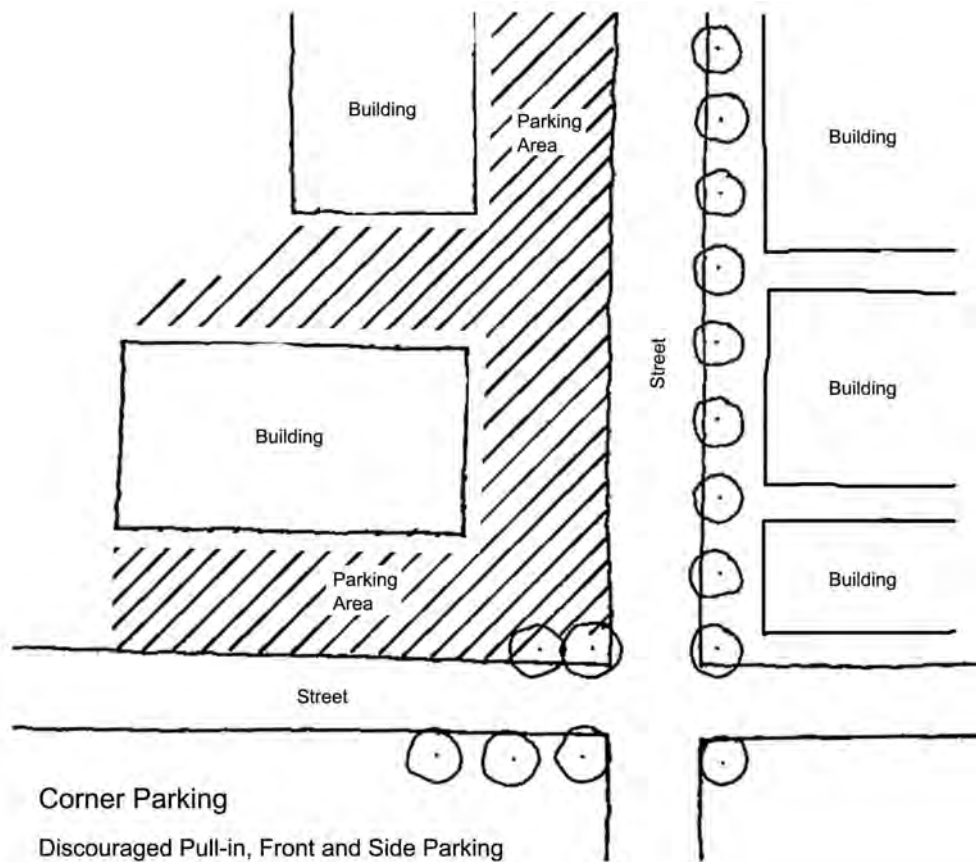 Building
Parking
Area
Building
Street
Building
Building
Parking
Area
Building
Street
Corner Parking
Discouraged Pull-in, Front and Side Parking